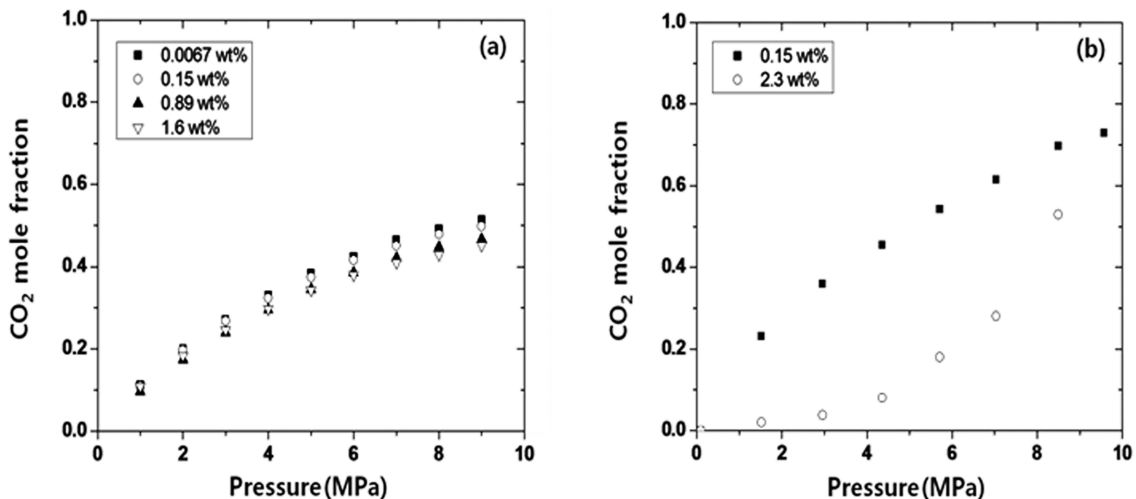 (a)
0.0067 wt%
0.15 wt%
0.89 wt%
1.6 wt%
1.0
0.8
0.6
0.4
0.2
0.0
CO2 mole fraction
0 2 4 6 8 10
Pressure(MPa)
(b)
0.15 wt%
2.3 wt%
1.0
0.8
0.6
0.4
0.2
0.0
CO2 mole fraction
0 2 4 6 8 10
Pressure(MPa)